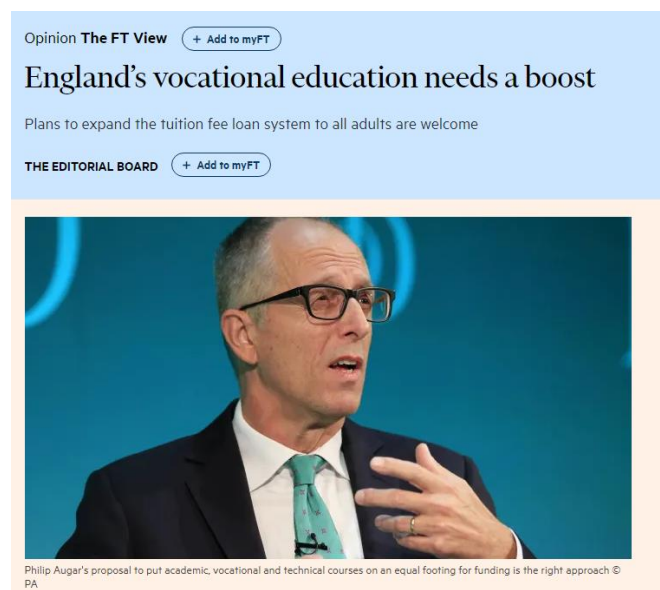 Opinion The FT View + Add to myFT
England’s vocational education needs a boost
Plans to expand the tuition fee loan system to all adults are welcome
THE EDITORIAL BOARD + Add to myFT
Philip Augar's proposal to put academic, vocational and technical courses on an equal footing for funding is the right approach ©
PA